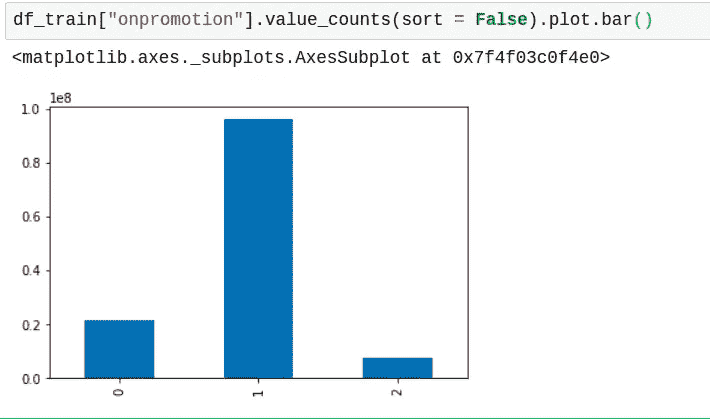 df_train["onpromotion"].value_counts(sort = False).plot.bar()
<matplotlib.axes._subplots.AxesSubplot at 0x7f4f03c0f4e0>
1e8
1.0
0.8
0.6
0.4
0.2
0.0
0 1 2